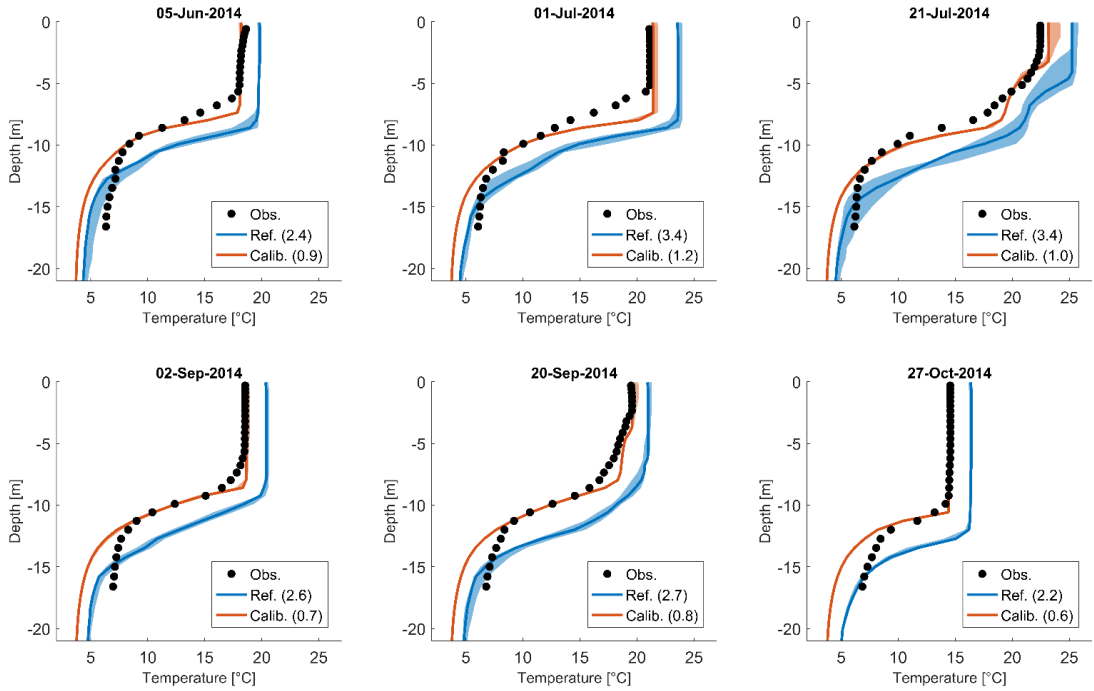 05-Jun-2014
0
-5
-10
-15
-20
Depth [m]
5 10 15 20 25
Temperature [°C]
Obs.
Ref. (2.4)
Calib. (0.9)
01-Jul-2014
0
-5
-10
-15
-20
Depth [m]
5 10 15 20 25
Temperature [°C]
Obs.
Ref. (3.4)
Calib. (1.2)
21-Jul-2014
0
-5
-10
-15
-20
Depth [m]
5 10 15 20 25
Temperature [°C]
Obs.
Ref. (3.4)
Calib. (1.0)
02-Sep-2014
0
-5
-10
-15
-20
Depth [m]
5 10 15 20 25
Temperature [°C]
Obs.
Ref. (2.6)
Calib. (0.7)
20-Sep-2014
0
-5
-10
-15
-20
Depth [m]
5 10 15 20 25
Temperature [°C]
Obs.
Ref. (2.7)
Calib. (0.8)
27-Oct-2014
0
-5
-10
-15
-20
Depth [m]
5 10 15 20 25
Temperature [°C]
Obs.
Ref. (2.2)
Calib. (0.6)